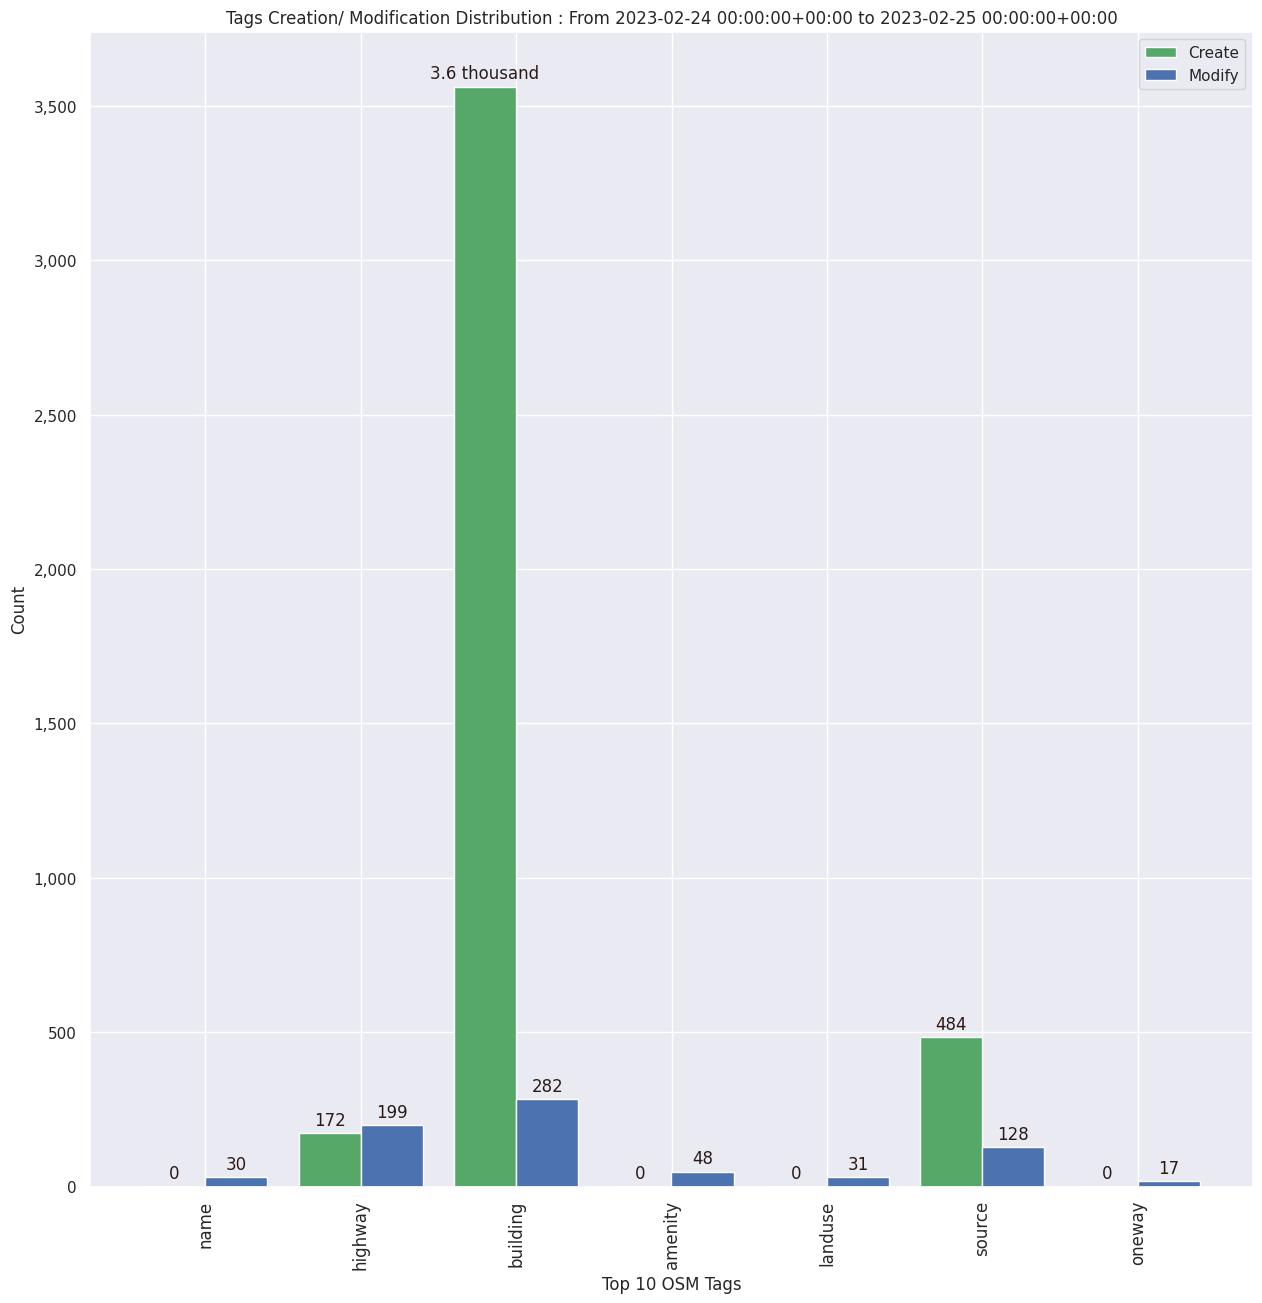 Tags Creation/ Modification Distribution : From 2023-02-24 00:00:00+00:00 to 2023-02-25 00:00:00+00:00
Create
Modify
3.6 thousand
3,500
3,000
2,500
2,000
1,500
1,000
500
0
Count
0
30
172
199
282
0
48
0
31
484
128
0
17
name
highway
building
amenity
landuse
source
oneway
Top 10 OSM Tags